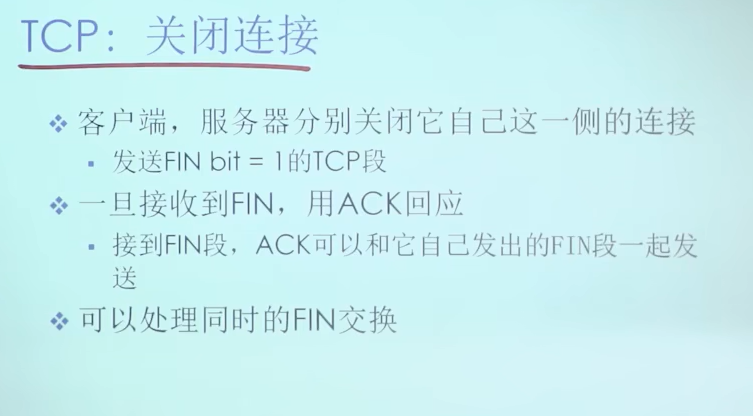 TCP：关闭连接
客户端，服务器分别关闭它自己这一侧的连接
发送FIN bit = 1的TCP段
一旦接收到FIN，用ACK回应
接到FIN段，ACK可以和它自己发出的FIN段一起发
送
可以处理同时的FIN交换